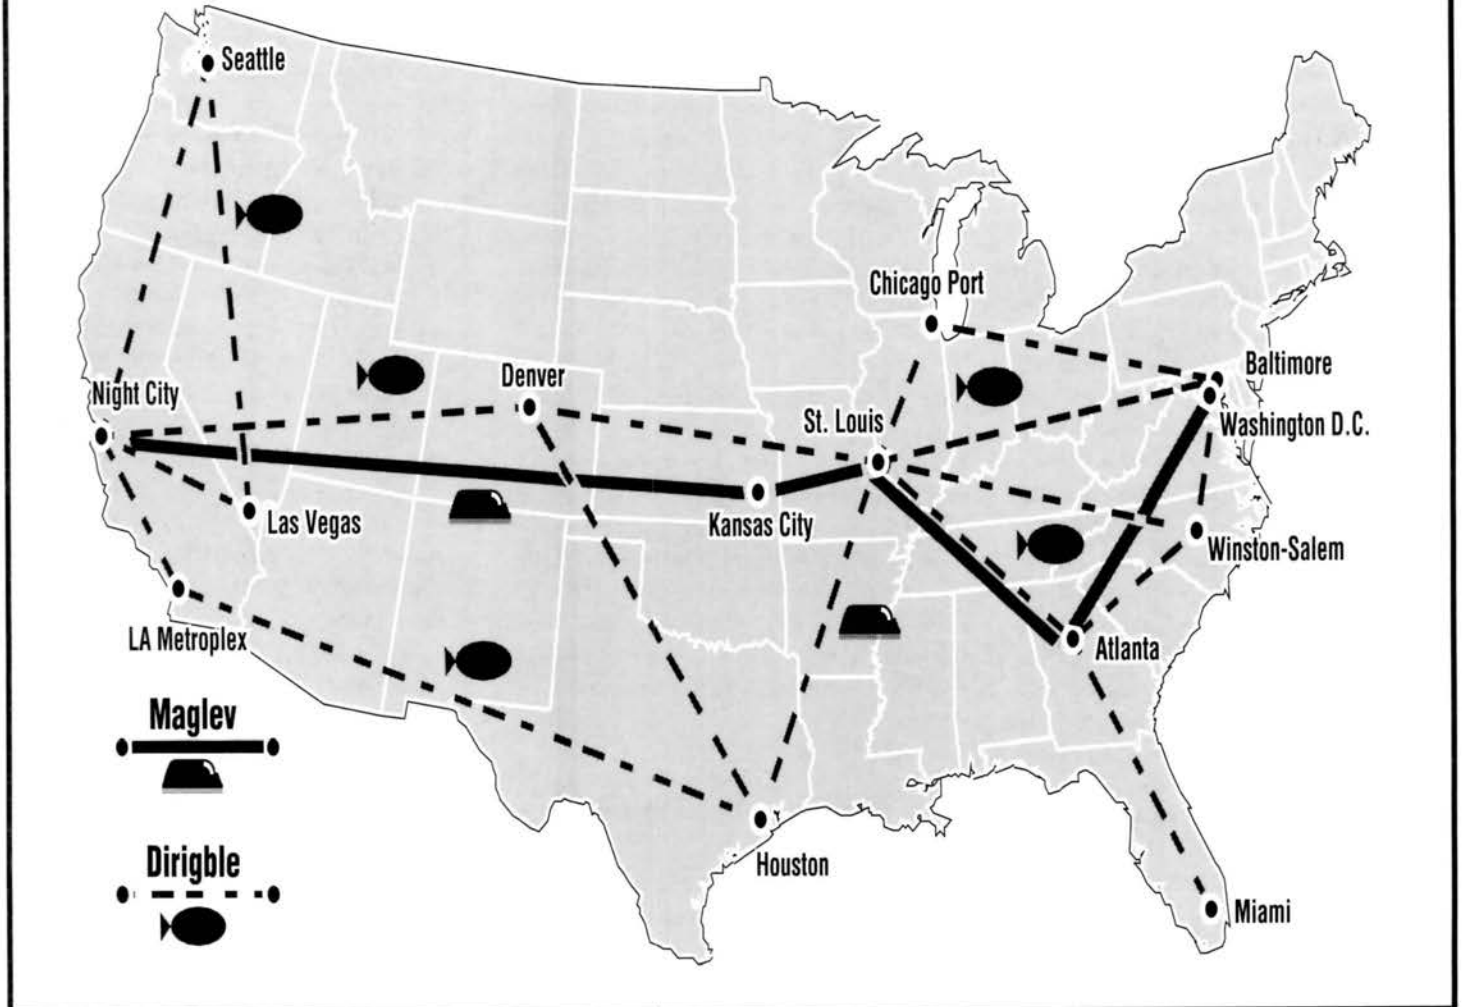 Seattle
Chicago Port
Baltimore
Denver
Night City
St. Louis
Washington D.C.
Las Vegas
Kansas City
Winston-Salem
LA Metroplex
Atlanta
Maglev
Dirigble
Houston
Miami